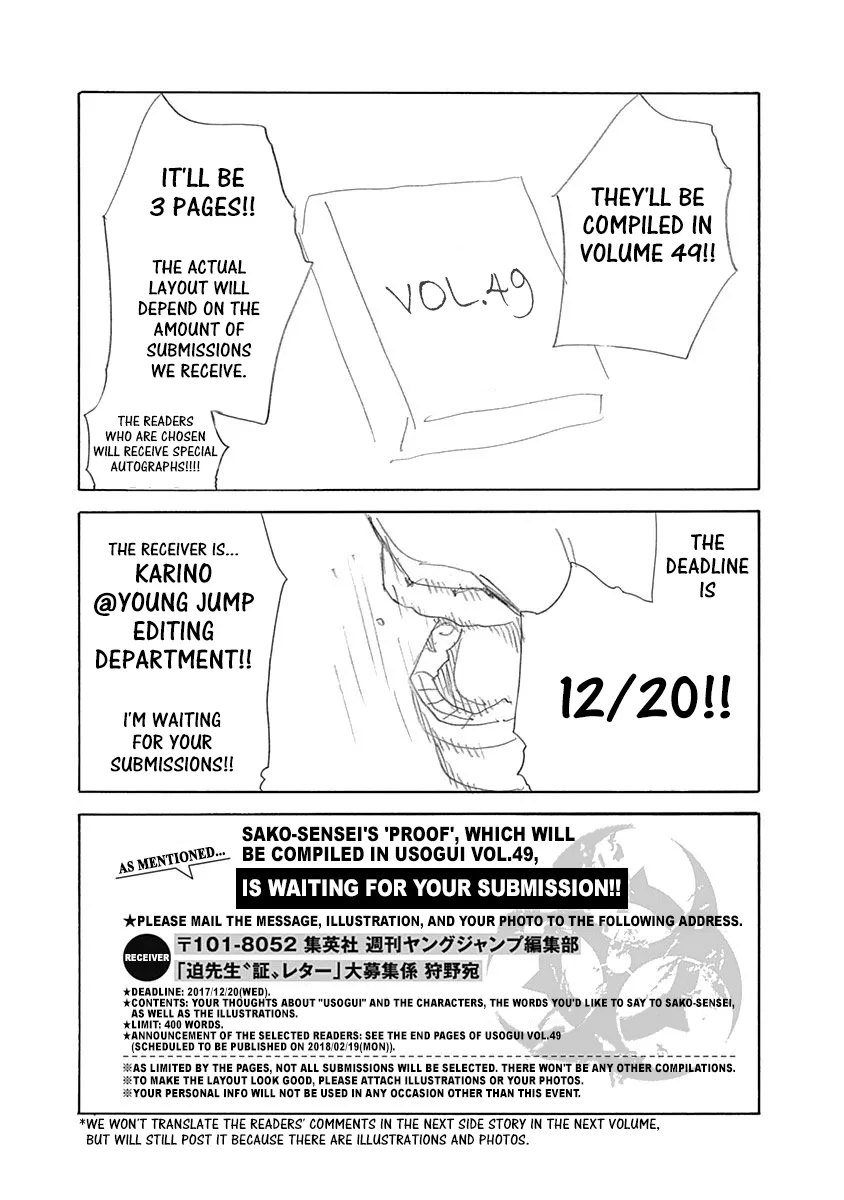 THEY'LL BE
COMPILED IN
VOLUME 49!!
VOL.49
IT'LL BE
3 PAGES!!
THE ACTUAL
LAYOUT WILL
DEPEND ON THE
AMOUNT OF
SUBMISSIONS
WE RECEIVE.
THE READERS
WHO ARE CHOSEN
WILL RECEIVE SPECIAL
AUTOGRAPHS!!!!
THE
DEADLINE
IS
12/20!!
THE RECEIVER IS...
KARINO
@YOUNG JUMP
EDITING
DEPARTMENT!!
I'M WAITING
FOR YOUR
SUBMISSIONS!!
AS MENTIONED...
SAKO-SENSEI'S 'PROOF', WHICH WILL
BE COMPILED IN USOGUI VOL.49,
IS WAITING FOR YOUR SUBMISSION!!
★PLEASE MAIL THE MESSAGE, ILLUSTRATION, AND YOUR PHOTO TO THE FOLLOWING ADDRESS.
RECEIVER
〒101-8052 集英社 週刊ヤングジャンプ編集部
「迫先生〝証〟レター」大募集係 狩野宛
★DEADLINE: 2017/12/20(WED).
★CONTENTS: YOUR THOUGHTS ABOUT "USOGUI" AND THE CHARACTERS, THE WORDS YOU'D LIKE TO SAY TO SAKO-SENSEI,
AS WELL AS THE ILLUSTRATIONS.
★LIMIT: 400 WORDS.
★ANNOUNCEMENT OF THE SELECTED READERS: SEE THE END PAGES OF USOGUI VOL.49
(SCHEDULED TO BE PUBLISHED ON 2018/02/19(MON)).
※AS LIMITED BY THE PAGES, NOT ALL SUBMISSIONS WILL BE SELECTED. THERE WON'T BE ANY OTHER COMPILATIONS.
※TO MAKE THE LAYOUT LOOK GOOD, PLEASE ATTACH ILLUSTRATIONS OR YOUR PHOTOS.
※YOUR PERSONAL INFO WILL NOT BE USED IN ANY OCCASION OTHER THAN THIS EVENT.
*WE WON'T TRANSLATE THE READERS' COMMENTS IN THE NEXT SIDE STORY IN THE NEXT VOLUME,
BUT WILL STILL POST IT BECAUSE THERE ARE ILLUSTRATIONS AND PHOTOS.